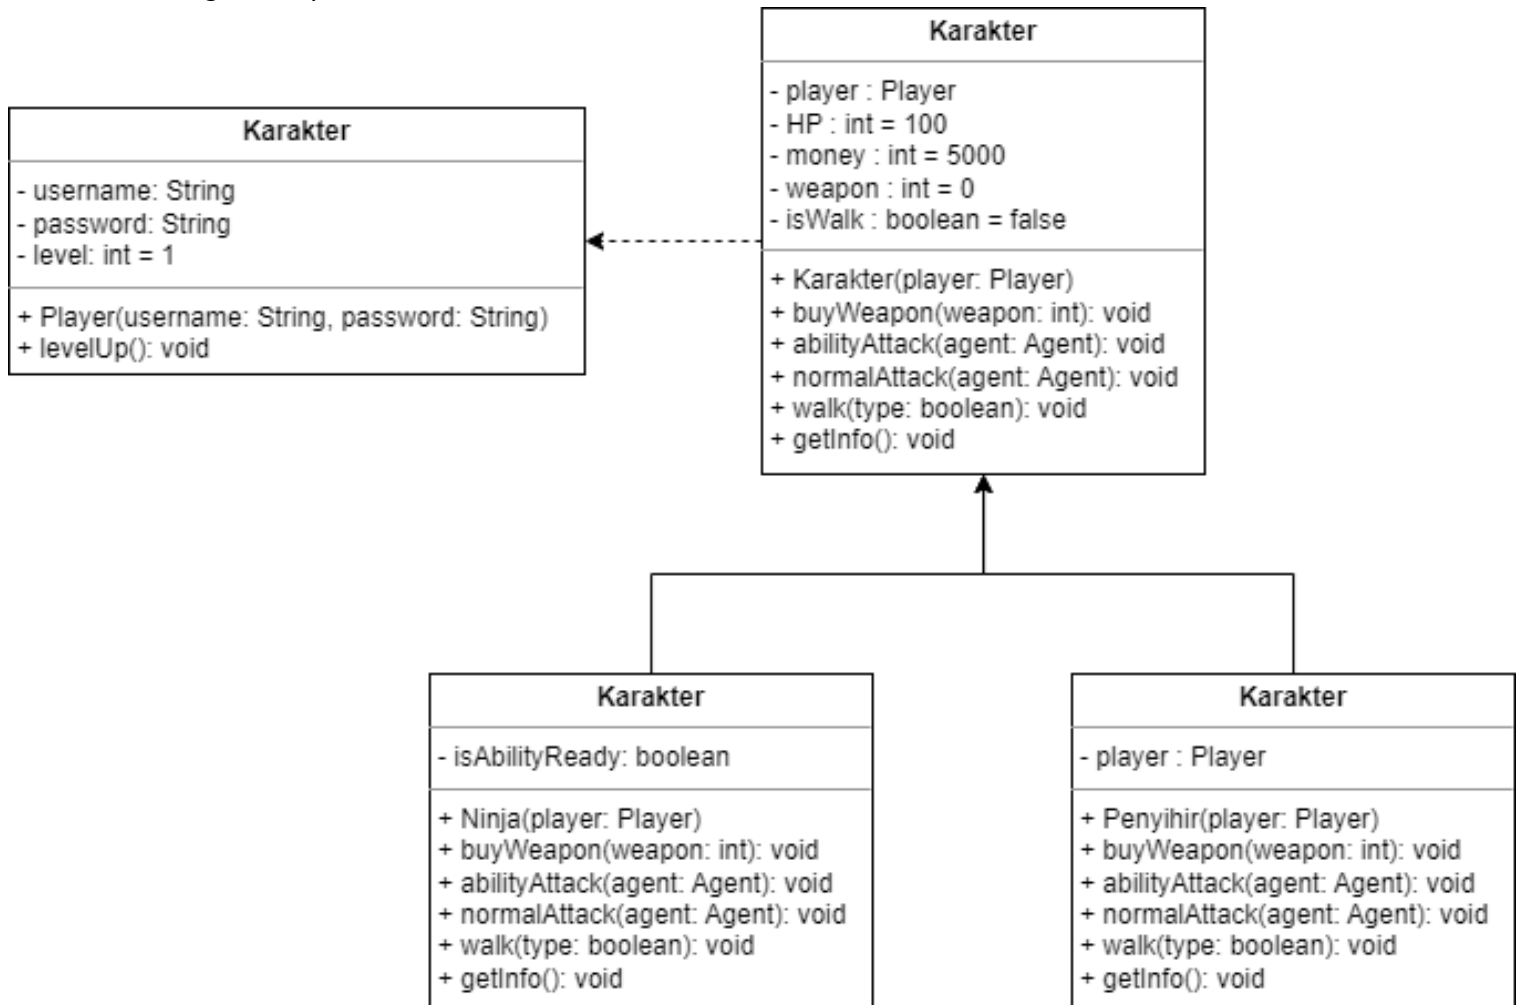 Karakter
- username: String
- password: String
- level: int = 1
+ Player(username: String, password: String)
+ levelUp(): void
Karakter
- player : Player
- HP : int = 100
- money : int = 5000
- weapon : int = 0
- isWalk : boolean = false
+ Karakter(player: Player)
+ buyWeapon(weapon: int): void
+ abilityAttack(agent: Agent): void
+ normalAttack(agent: Agent): void
+ walk(type: boolean): void
+ getInfo(): void
Karakter
- isAbilityReady: boolean
+ Ninja(player: Player)
+ buyWeapon(weapon: int): void
+ abilityAttack(agent: Agent): void
+ normalAttack(agent: Agent): void
+ walk(type: boolean): void
+ getInfo(): void
Karakter
- player : Player
+ Penyihir(player: Player)
+ buyWeapon(weapon: int): void
+ abilityAttack(agent: Agent): void
+ normalAttack(agent: Agent): void
+ walk(type: boolean): void
+ getInfo(): void